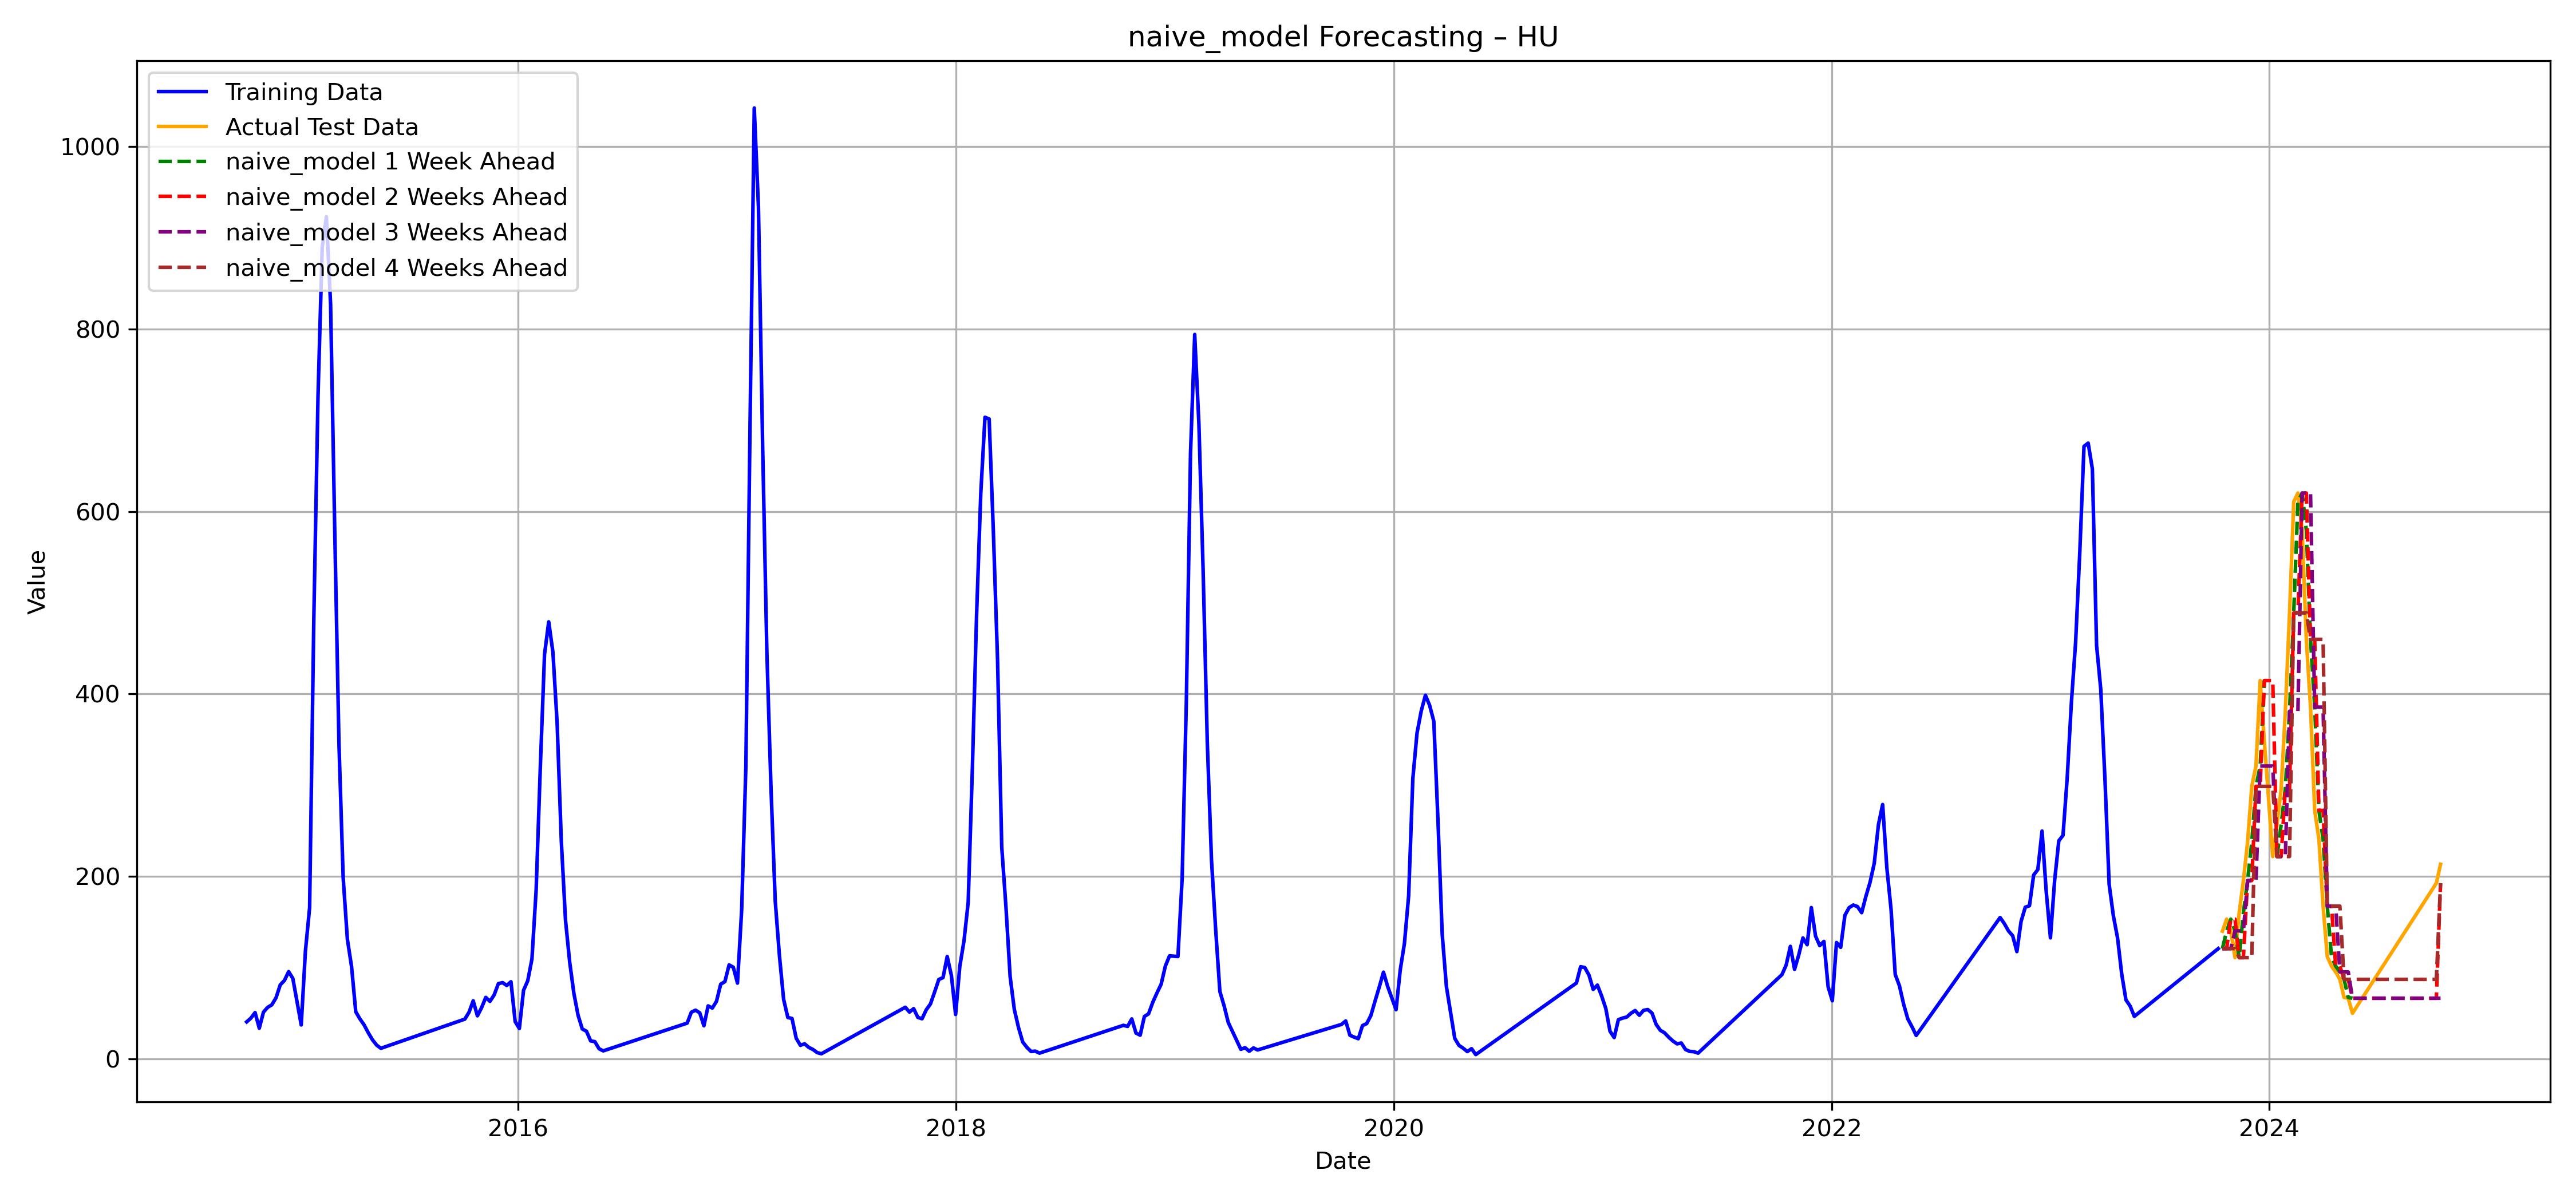 naive_model Forecasting – HU
Training Data
Actual Test Data
naive_model 1 Week Ahead
naive_model 2 Weeks Ahead
naive_model 3 Weeks Ahead
naive_model 4 Weeks Ahead
1000
800
600
400
200
0
Value
2016
2018
2020
2022
2024
Date